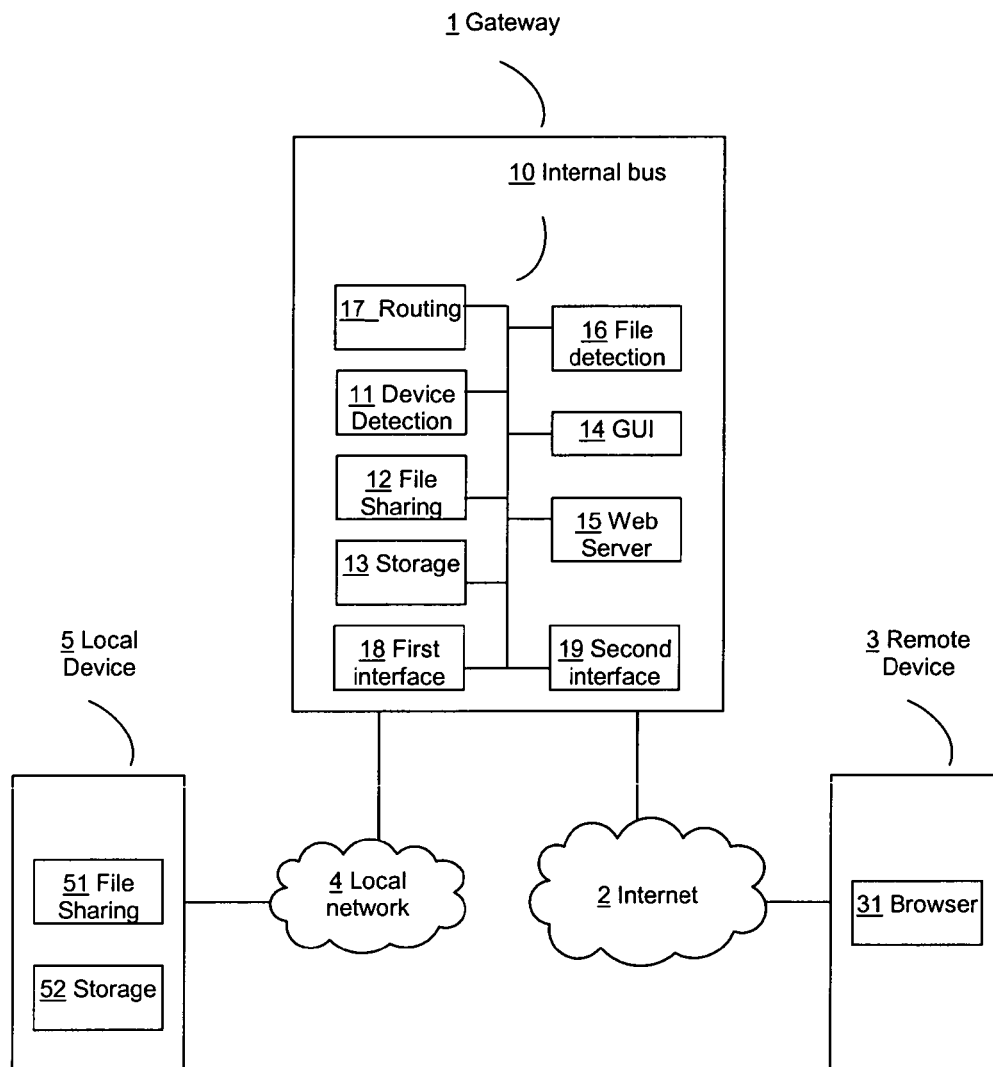 1 Gateway
10 Internal bus
17 Routing
16 File
detection
11 Device
Detection
14 GUI
12 File
Sharing
15 Web
Server
13 Storage
18 First
interface
19 Second
interface
5 Local
Device
3 Remote
Device
51 File
Sharing
52 Storage
4 Local
network
2 Internet
31 Browser